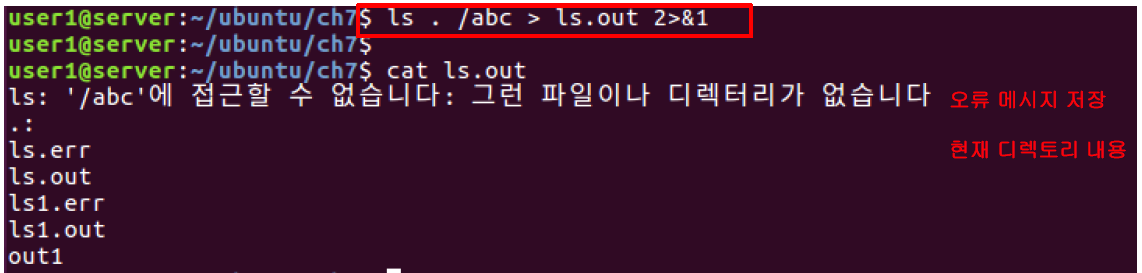 user1@server:~/ubuntu/ch7$ ls . /abc > ls.out 2>&1
user1@server:~/ubuntu/ch7$
user1@server:~/ubuntu/ch7$ cat ls.out
ls: '/abc'에 접근할 수 없습니다: 그런 파일이나 디렉터리가 없습니다 오류 메시지 저장
.:
ls.err 현재 디렉토리 내용
ls.out
ls1.err
ls1.out
out1